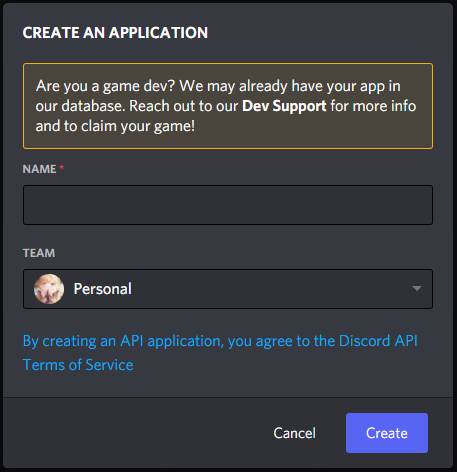 CREATE AN APPLICATION
Are you a game dev? We may already have your app in
our database. Reach out to our Dev Support for more info
and to claim your game!
NAME *
TEAM
Personal
By creating an API application, you agree to the Discord API
Terms of Service
Cancel Create